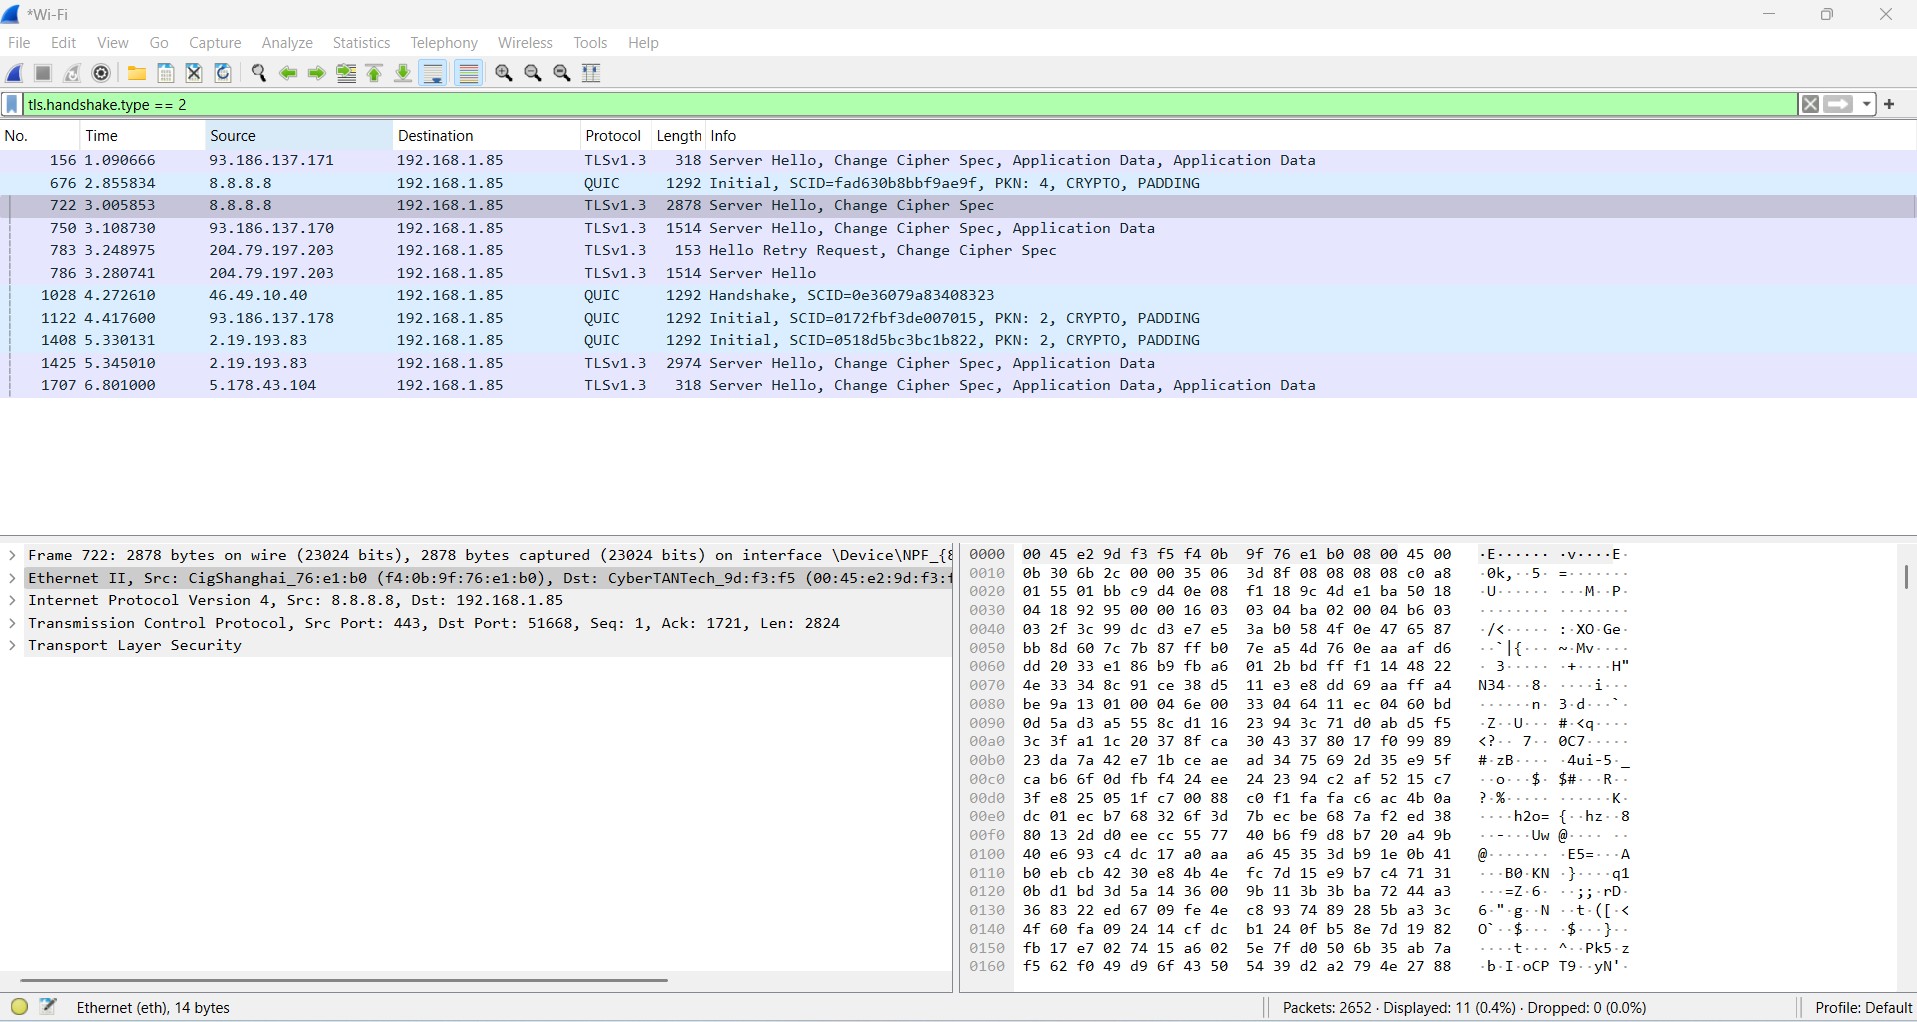 *Wi-Fi
File Edit View Go Capture Analyze Statistics Telephony Wireless Tools Help
tls.handshake.type == 2
No. Time Source Destination Protocol Length Info
156 1.090666 93.186.137.171 192.168.1.85 TLSv1.3 318 Server Hello, Change Cipher Spec, Application Data, Application Data
676 2.855834 8.8.8.8 192.168.1.85 QUIC 1292 Initial, SCID=fad630b8bbf9ae9f, PKN: 4, CRYPTO, PADDING
722 3.005853 8.8.8.8 192.168.1.85 TLSv1.3 2878 Server Hello, Change Cipher Spec
750 3.108730 93.186.137.170 192.168.1.85 TLSv1.3 1514 Server Hello, Change Cipher Spec, Application Data
783 3.248975 204.79.197.203 192.168.1.85 TLSv1.3 153 Hello Retry Request, Change Cipher Spec
786 3.280741 204.79.197.203 192.168.1.85 TLSv1.3 1514 Server Hello
1028 4.272610 46.49.10.40 192.168.1.85 QUIC 1292 Handshake, SCID=0e36079a83408323
1122 4.417600 93.186.137.178 192.168.1.85 QUIC 1292 Initial, SCID=0172fbf3de007015, PKN: 2, CRYPTO, PADDING
1408 5.330131 2.19.193.83 192.168.1.85 QUIC 1292 Initial, SCID=0518d5bc3bc1b822, PKN: 2, CRYPTO, PADDING
1425 5.345010 2.19.193.83 192.168.1.85 TLSv1.3 2974 Server Hello, Change Cipher Spec, Application Data
1707 6.801000 5.178.43.104 192.168.1.85 TLSv1.3 318 Server Hello, Change Cipher Spec, Application Data, Application Data
Frame 722: 2878 bytes on wire (23024 bits), 2878 bytes captured (23024 bits) on interface \Device\NPF_{
Ethernet II, Src: CigShanghai_76:e1:b0 (f4:0b:9f:76:e1:b0), Dst: CyberTANTech_9d:f3:f5 (00:45:e2:9d:f3:
Internet Protocol Version 4, Src: 8.8.8.8, Dst: 192.168.1.85
Transmission Control Protocol, Src Port: 443, Dst Port: 51668, Seq: 1, Ack: 1721, Len: 2824
Transport Layer Security
0000 00 45 e2 9d f3 f5 f4 0b 9f 76 e1 b0 08 00 45 00 ·E······ ·v····E·
0010 0b 30 6b 2c 00 00 35 06 3d 8f 08 08 08 08 c0 a8 ·0k,··5· =·······
0020 01 55 01 bb c9 d4 0e 08 f1 18 9c 4d e1 ba 50 18 ·U······ ···M··P·
0030 04 18 92 95 00 00 16 03 03 04 ba 02 00 04 b6 03 ········ ········
0040 03 2f 3c 99 dc d3 e7 e5 3a b0 58 4f 0e 47 65 87 ·/<····· :·XO·Ge·
0050 bb 8d 60 7c 7b 87 ff b0 7e a5 4d 76 0e aa af d6 ··`|{··· ~·Mv····
0060 dd 20 33 e1 86 b9 fb a6 01 2b bd ff f1 14 48 22 · 3····· ·+····H"
0070 4e 33 34 8c 91 ce 38 d5 11 e3 e8 dd 69 aa ff a4 N34···8· ····i···
0080 be 9a 13 01 00 04 6e 00 33 04 64 11 ec 04 60 bd ······n· 3·d···`·
0090 0d 5a d3 a5 55 8c d1 16 23 94 3c 71 d0 ab d5 f5 ·Z··U··· #·<q····
00a0 3c 3f a1 1c 20 37 8f ca 30 43 37 80 17 f0 99 89 <?·· 7·· 0C7·····
00b0 23 da 7a 42 e7 1b ce ae ad 34 75 69 2d 35 e9 5f #·zB···· ·4ui-5·_
00c0 ca b6 6f 0d fb f4 24 ee 24 23 94 c2 af 52 15 c7 ··o···$· $#···R··
00d0 3f e8 25 05 1f c7 00 88 c0 f1 fa fa c6 ac 4b 0a ?·%····· ······K·
00e0 dc 01 ec b7 68 32 6f 3d 7b ec be 68 7a f2 ed 38 ····h2o= {··hz··8
00f0 80 13 2d d0 ee cc 55 77 40 b6 f9 d8 b7 20 a4 9b ··-···Uw @···· ··
0100 40 e6 93 c4 dc 17 a0 aa a6 45 35 3d b9 1e 0b 41 @······· ·E5=···A
0110 b0 eb cb 42 30 e8 4b 4e fc 7d 15 e9 b7 c4 71 31 ···B0·KN ·}····q1
0120 0b d1 bd 3d 5a 14 36 00 9b 11 3b 3b ba 72 44 a3 ···=Z·6· ··;;·rD·
0130 36 83 22 ed 67 09 fe 4e c8 93 74 89 28 5b a3 3c 6·"·g··N ··t·([·<
0140 4f 60 fa 09 24 14 cf dc b1 24 0f b5 8e 7d 19 82 O`··$··· ·$···}··
0150 fb 17 e7 02 74 15 a6 02 5e 7f d0 50 6b 35 ab 7a ····t··· ^··Pk5·z
0160 f5 62 f0 49 d9 6f 43 50 54 39 d2 a2 79 4e 27 88 ·b·I·oCP T9··yN'·
Ethernet (eth), 14 bytes Packets: 2652 · Displayed: 11 (0.4%) · Dropped: 0 (0.0%) Profile: Default